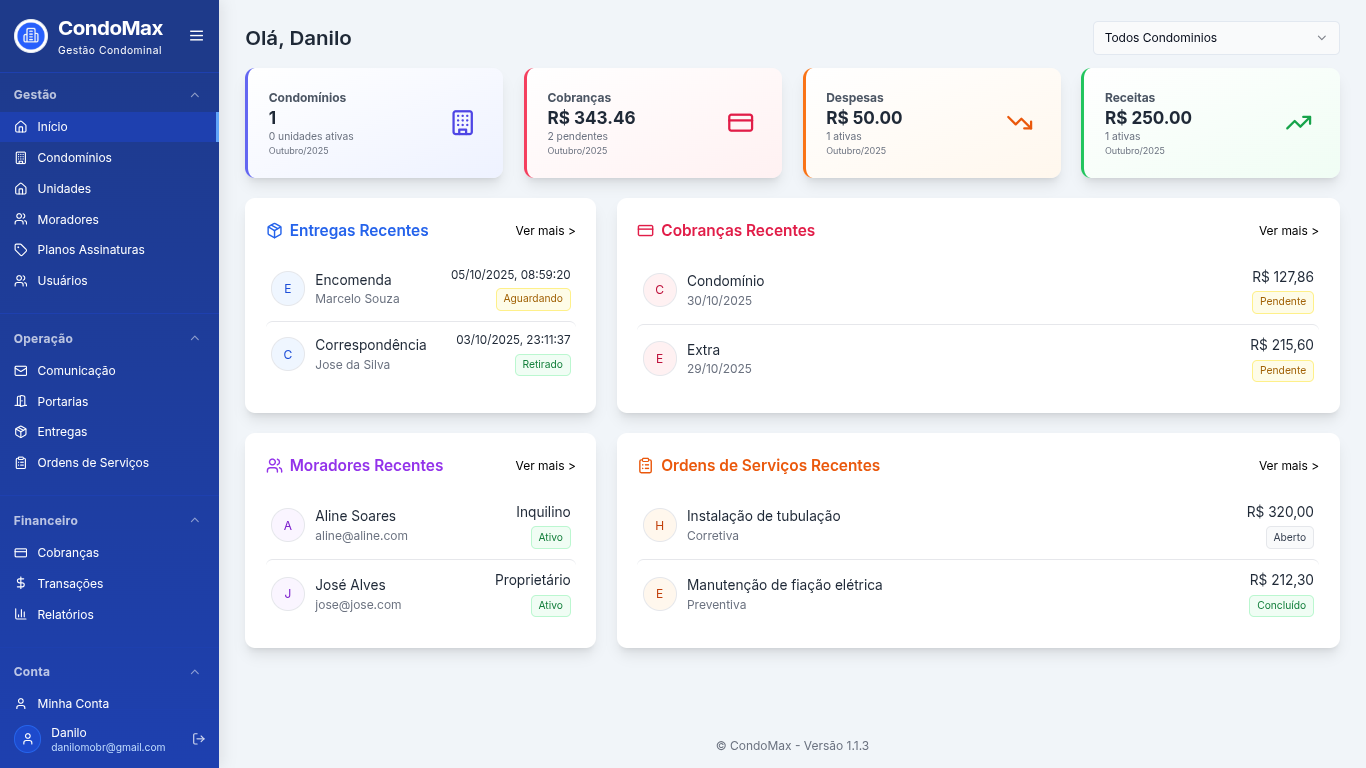 CondoMax
Gestão Condominal
Gestão
Início
Condomínios
Unidades
Moradores
Planos Assinaturas
Usuários
Operação
Comunicação
Portarias
Entregas
Ordens de Serviços
Financeiro
Cobranças
Transações
Relatórios
Conta
Minha Conta
Danilo
danilomobr@gmail.com
Olá, Danilo
Todos Condominios
Condomínios
1
0 unidades ativas
Outubro/2025
Cobranças
R$ 343.46
2 pendentes
Outubro/2025
Despesas
R$ 50.00
1 ativas
Outubro/2025
Receitas
R$ 250.00
1 ativas
Outubro/2025
Entregas Recentes
Ver mais >
E
Encomenda
05/10/2025, 08:59:20
Marcelo Souza
Aguardando
C
Correspondência
03/10/2025, 23:11:37
Jose da Silva
Retirado
Cobranças Recentes
Ver mais >
C
Condomínio
R$ 127,86
30/10/2025
Pendente
E
Extra
R$ 215,60
29/10/2025
Pendente
Moradores Recentes
Ver mais >
A
Aline Soares
Inquilino
aline@aline.com
Ativo
J
José Alves
Proprietário
jose@jose.com
Ativo
Ordens de Serviços Recentes
Ver mais >
H
Instalação de tubulação
R$ 320,00
Corretiva
Aberto
E
Manutenção de fiação elétrica
R$ 212,30
Preventiva
Concluído
© CondoMax - Versão 1.1.3